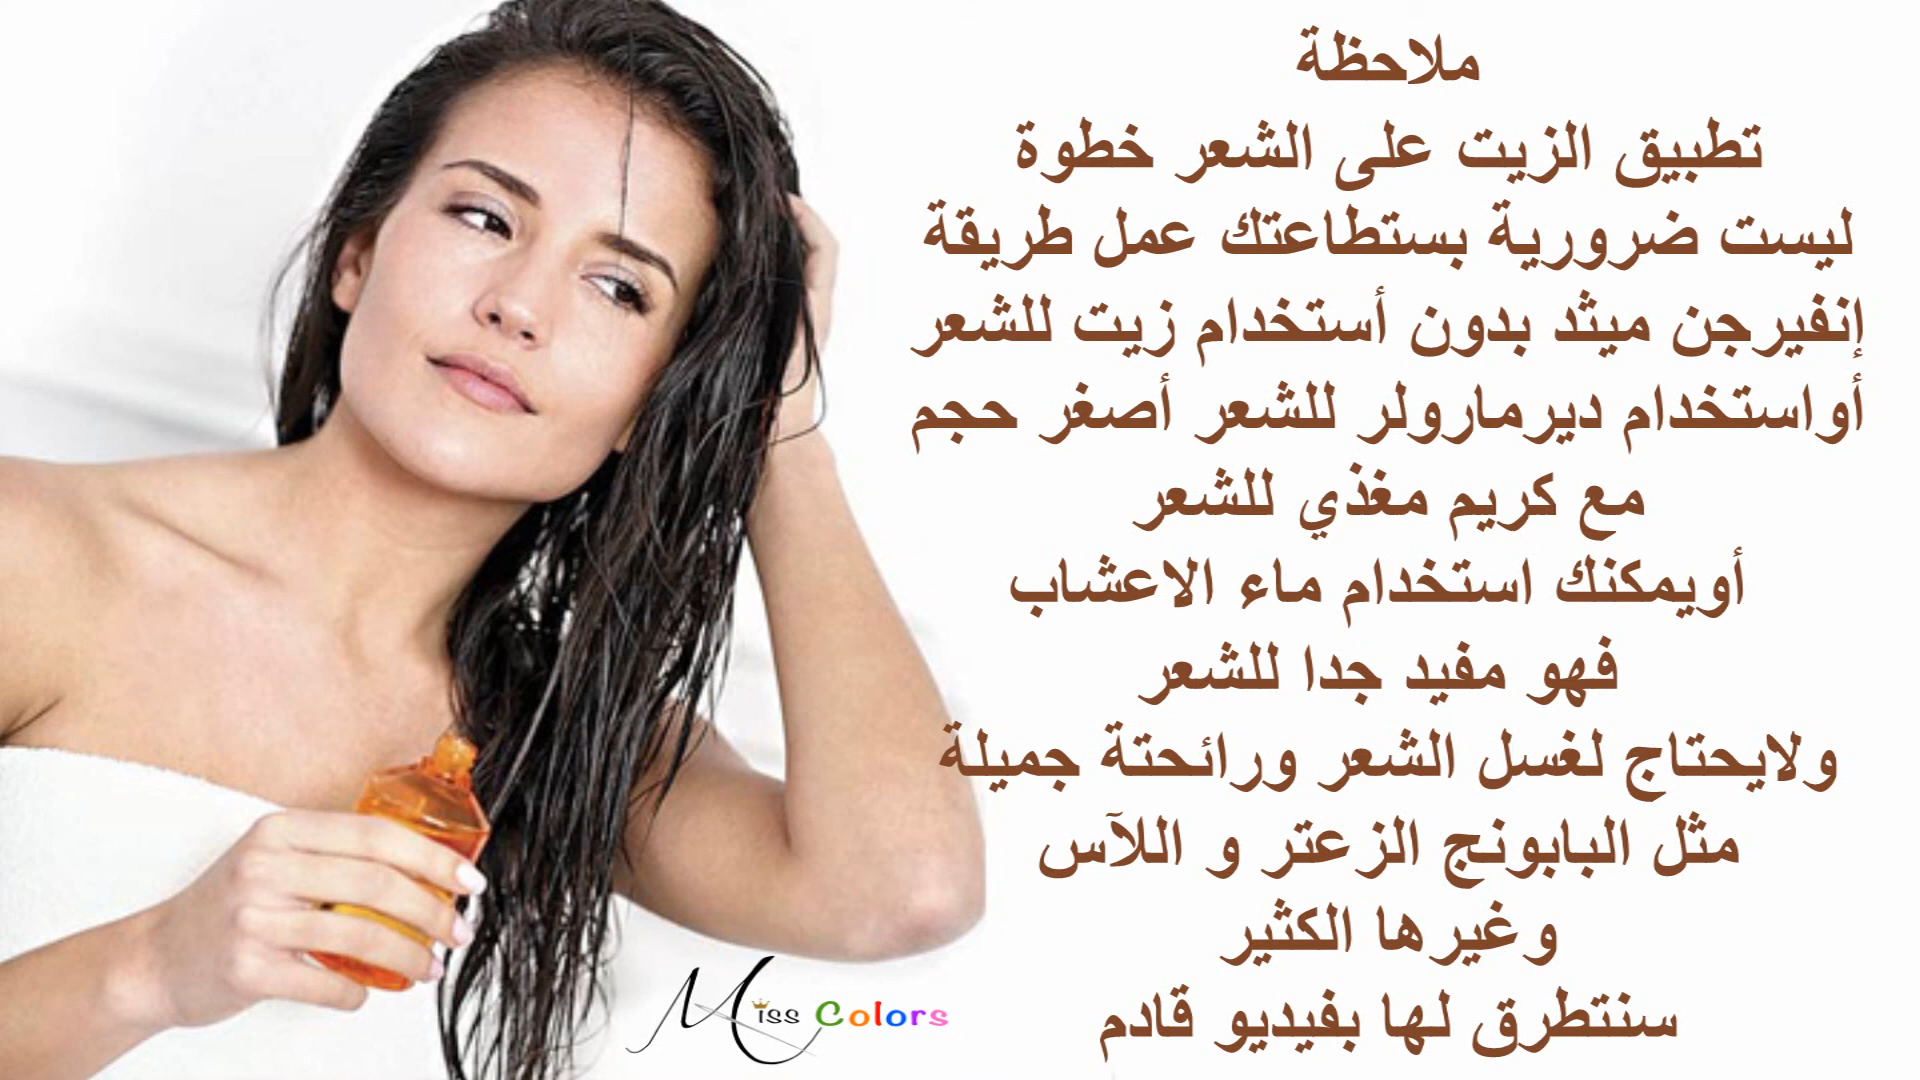 ملاحظة
تطبيق الزيت على الشعر خطوة
ليست ضرورية بستطاعتك عمل طريقة
إنفيرجن ميثد بدون أستخدام زيت للشعر
أواستخدام ديرمارولر للشعر أصغر حجم
مع كريم مغذي للشعر
أويمكنك استخدام ماء الاعشاب
فهو مفيد جدا للشعر
ولايحتاج لغسل الشعر ورائحتة جميلة
مثل البابونج الزعتر و اللآس
وغيرها الكثير
سنتطرق لها بفيديو قادم
Miss Colors